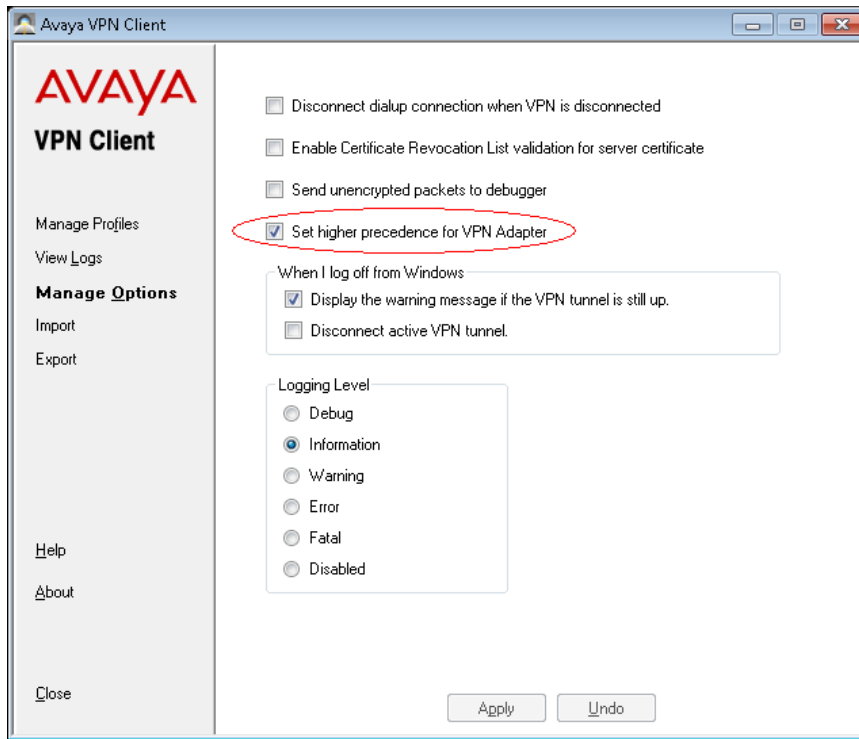 Avaya VPN Client
AVAYA
VPN Client
Manage Profiles
View Logs
Manage Options
Import
Export
Help
About
Close
Disconnect dialup connection when VPN is disconnected
Enable Certificate Revocation List validation for server certificate
Send unencrypted packets to debugger
Set higher precedence for VPN Adapter
When I log off from Windows
Display the warning message if the VPN tunnel is still up.
Disconnect active VPN tunnel.
Logging Level
Debug
Information
Warning
Error
Fatal
Disabled
Apply
Undo